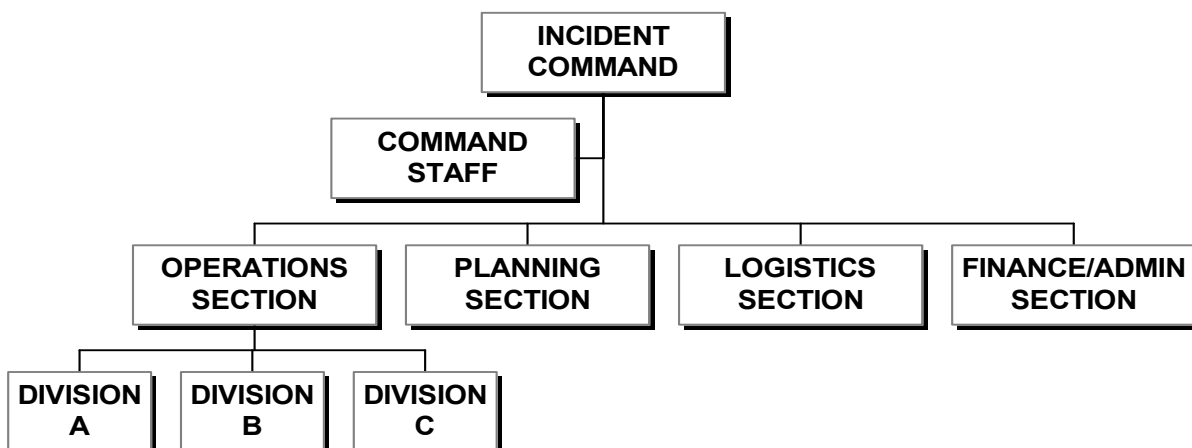 INCIDENT
COMMAND
COMMAND
STAFF
OPERATIONS
SECTION
PLANNING
SECTION
LOGISTICS
SECTION
FINANCE/ADMIN
SECTION
DIVISION
A
DIVISION
B
DIVISION
C